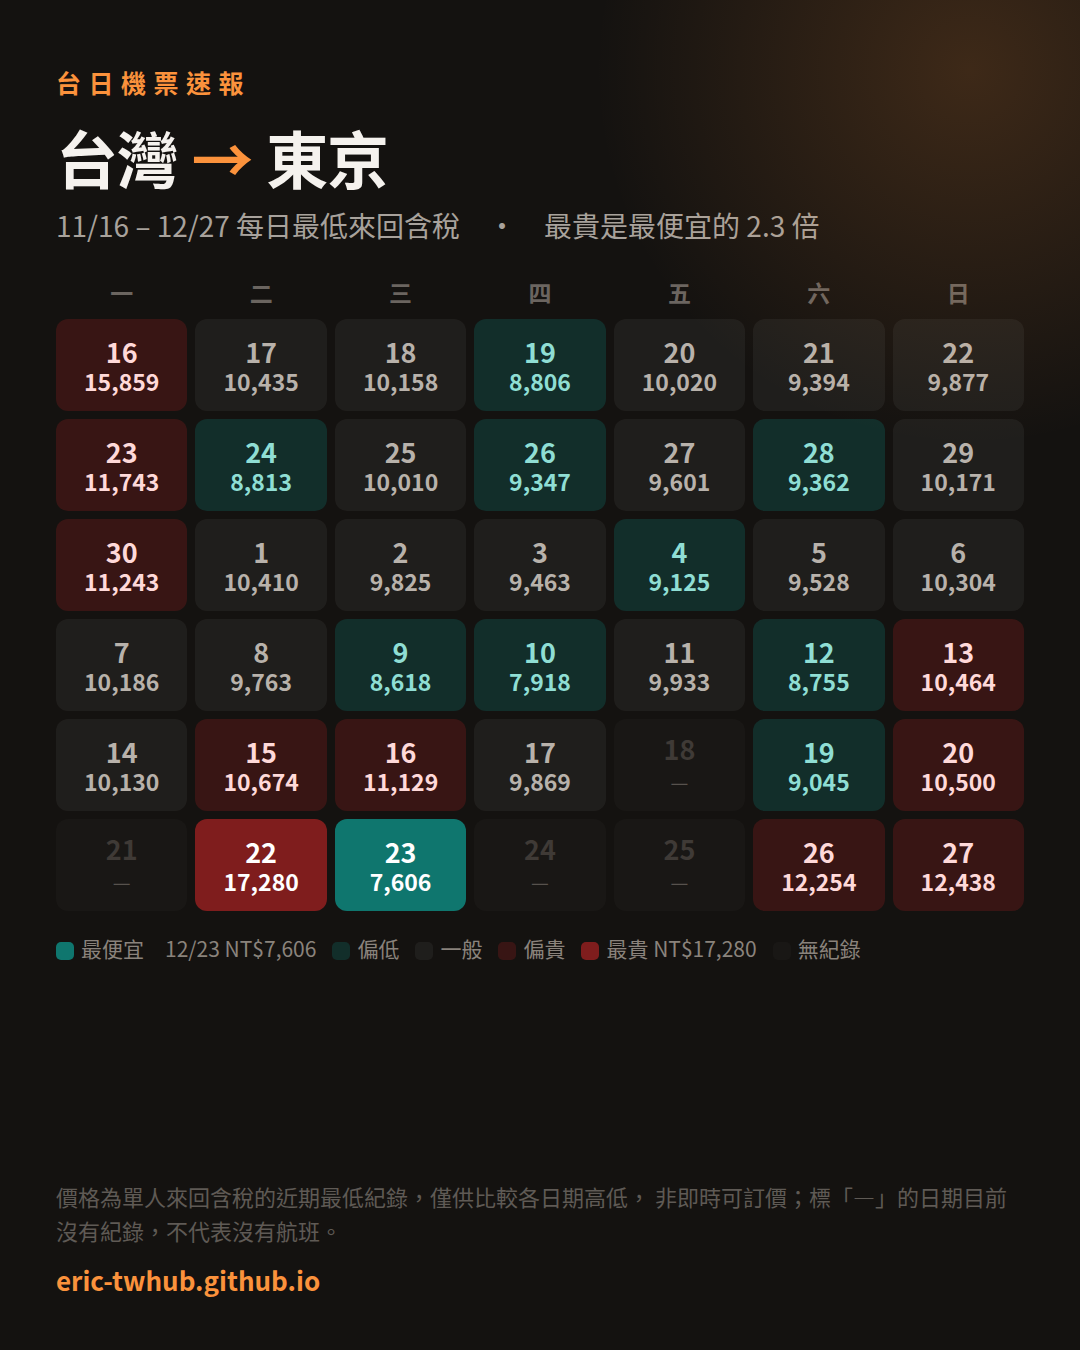 台日機票速報
台灣 → 東京
11/16 – 12/27 每日最低來回含稅 · 最貴是最便宜的 2.3 倍
一 二 三 四 五 六 日
16 17 18 19 20 21 22
15,859 10,435 10,158 8,806 10,020 9,394 9,877
23 24 25 26 27 28 29
11,743 8,813 10,010 9,347 9,601 9,362 10,171
30 1 2 3 4 5 6
11,243 10,410 9,825 9,463 9,125 9,528 10,304
7 8 9 10 11 12 13
10,186 9,763 8,618 7,918 9,933 8,755 10,464
14 15 16 17 18 19 20
10,130 10,674 11,129 9,869 — 9,045 10,500
21 22 23 24 25 26 27
— 17,280 7,606 — — 12,254 12,438
最便宜 12/23 NT$7,606 偏低 一般 偏貴 最貴 NT$17,280 無紀錄
價格為單人來回含稅的近期最低紀錄，僅供比較各日期高低， 非即時可訂價；標「—」的日期目前
沒有紀錄，不代表沒有航班。
eric-twhub.github.io